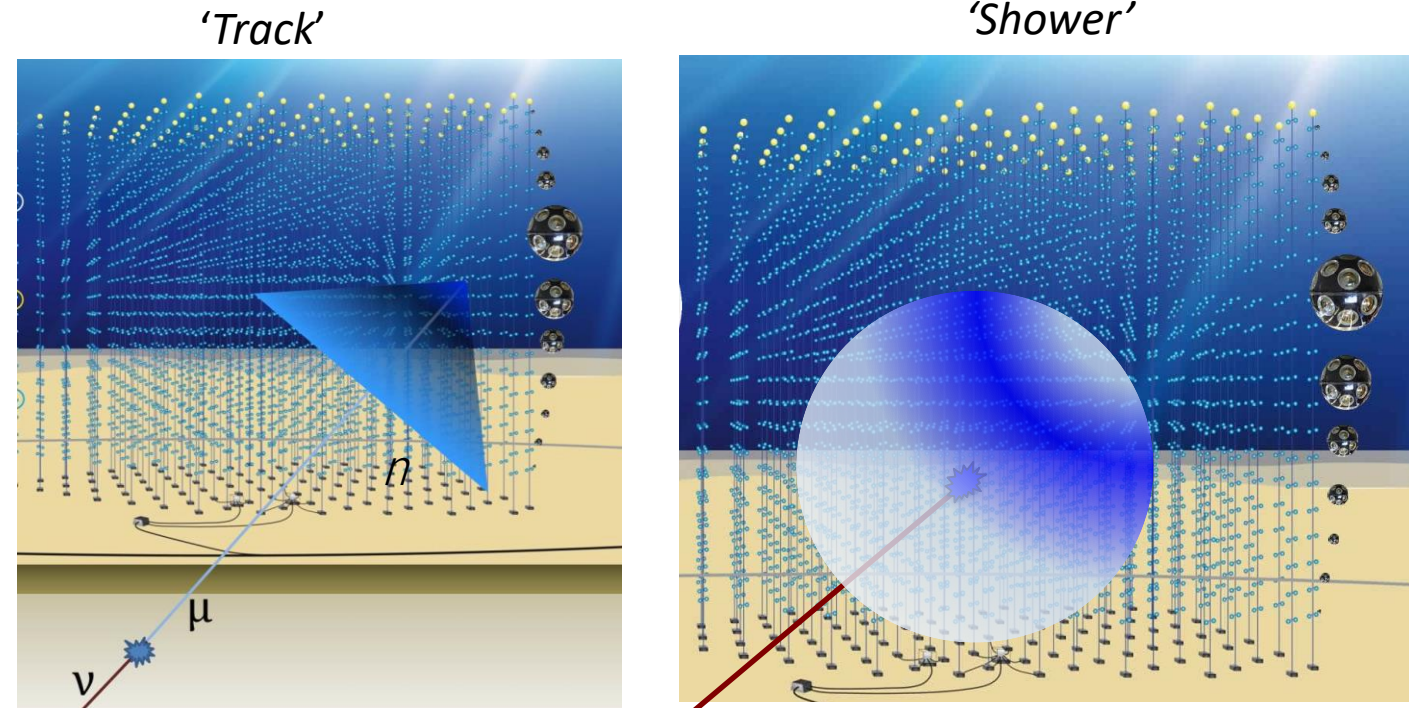 ‘Track’
‘Shower’
n
μ
ν